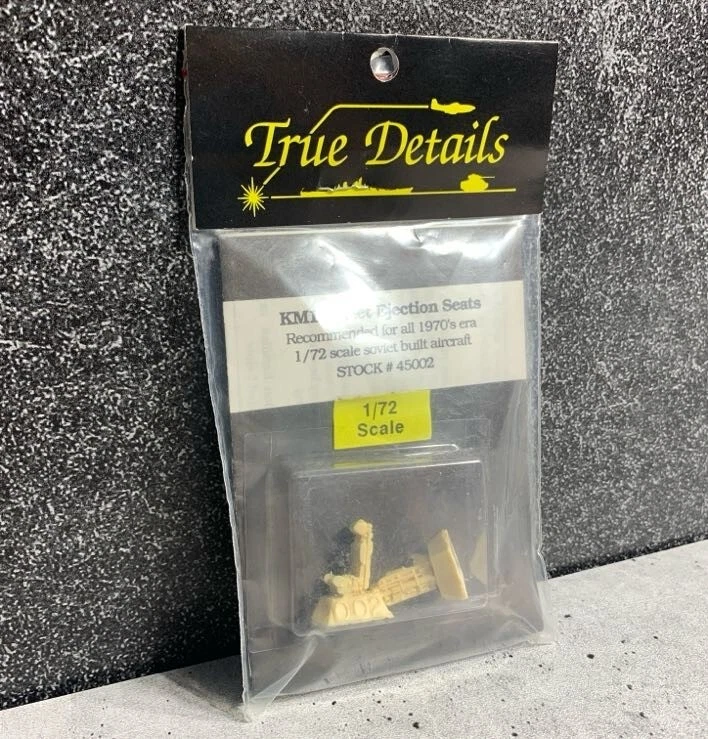 True Details
Ejection Seats
Recommended for all 1970's era
1/72 scale soviet built aircraft
STOCK # 45002
1/72
Scale